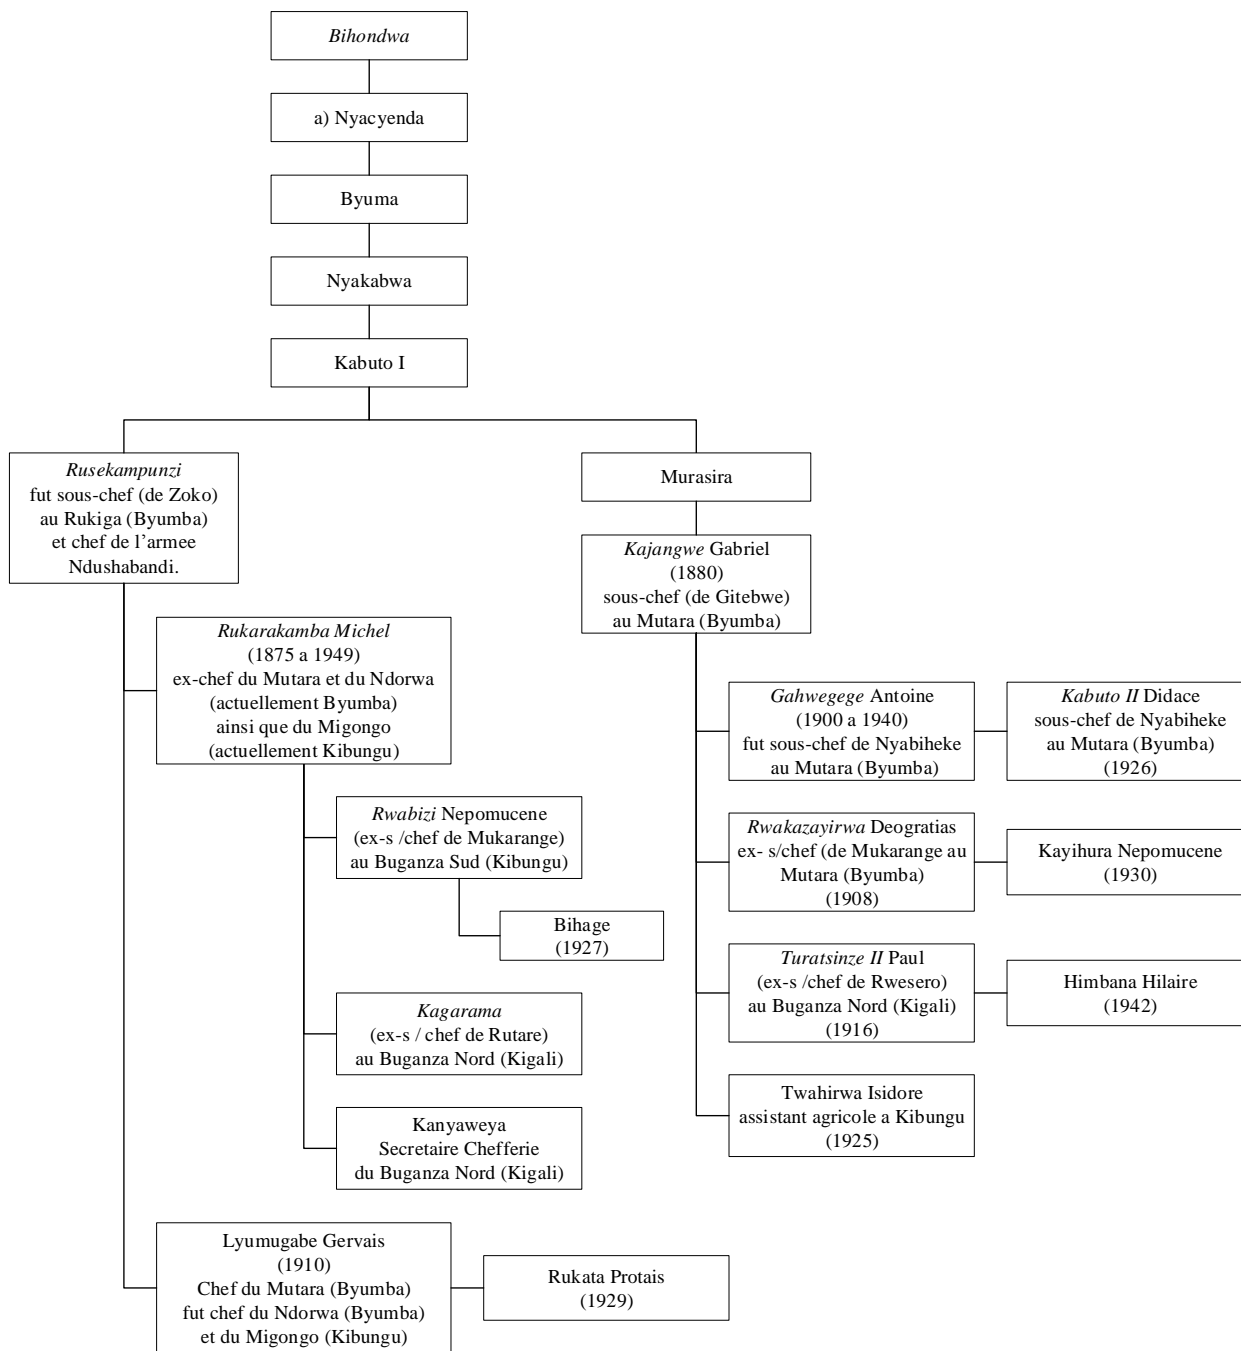 Bihondwa
a) Nyacyenda
Byuma
Nyakabwa
Kabuto I
Rusekampunzi
fut sous-chef (de Zoko)
au Rukiga (Byumba)
et chef de l’armee
Ndushabandi.
Rukarakamba Michel
(1875 a 1949)
ex-chef du Mutara et du Ndorwa
(actuellement Byumba)
ainsi que du Migongo
(actuellement Kibungu)
Rwabizi Nepomucene
(ex-s /chef de Mukarange)
au Buganza Sud (Kibungu)
Bihage
(1927)
Kagarama
(ex-s / chef de Rutare)
au Buganza Nord (Kigali)
Kanyaweya
Secretaire Chefferie
du Buganza Nord (Kigali)
Lyumugabe Gervais
(1910)
Chef du Mutara (Byumba)
fut chef du Ndorwa (Byumba)
et du Migongo (Kibungu)
Rukata Protais
(1929)
Murasira
Kajangwe Gabriel
(1880)
sous-chef (de Gitebwe)
au Mutara (Byumba)
Gahwegege Antoine
(1900 a 1940)
fut sous-chef de Nyabiheke
au Mutara (Byumba)
Kabuto II Didace
sous-chef de Nyabiheke
au Mutara (Byumba)
(1926)
Rwakazayirwa Deogratias
ex- s/chef (de Mukarange au
Mutara (Byumba)
(1908)
Kayihura Nepomucene
(1930)
Turatsinze II Paul
(ex-s /chef de Rwesero)
au Buganza Nord (Kigali)
(1916)
Himbana Hilaire
(1942)
Twahirwa Isidore
assistant agricole a Kibungu
(1925)